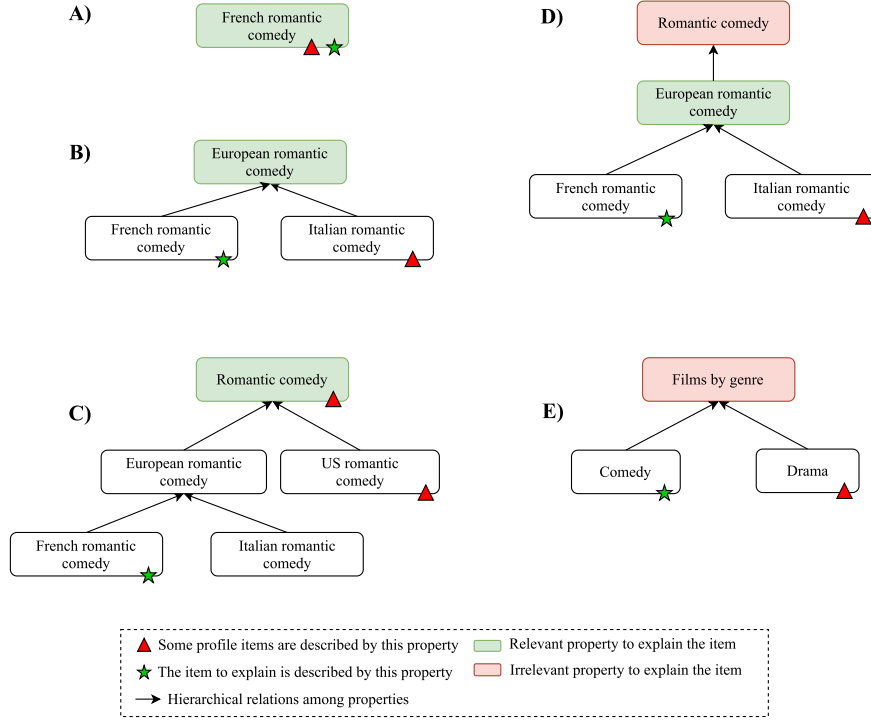 A)
French romantic
comedy
B)
European romantic
comedy
French romantic
comedy
Italian romantic
comedy
C)
Romantic comedy
European romantic
comedy
US romantic
comedy
French romantic
comedy
Italian romantic
comedy
D)
Romantic comedy
European romantic
comedy
French romantic
comedy
Italian romantic
comedy
E)
Films by genre
Comedy
Drama
Some profile items are described by this property
The item to explain is described by this property
Hierarchical relations among properties
Relevant property to explain the item
Irrelevant property to explain the item